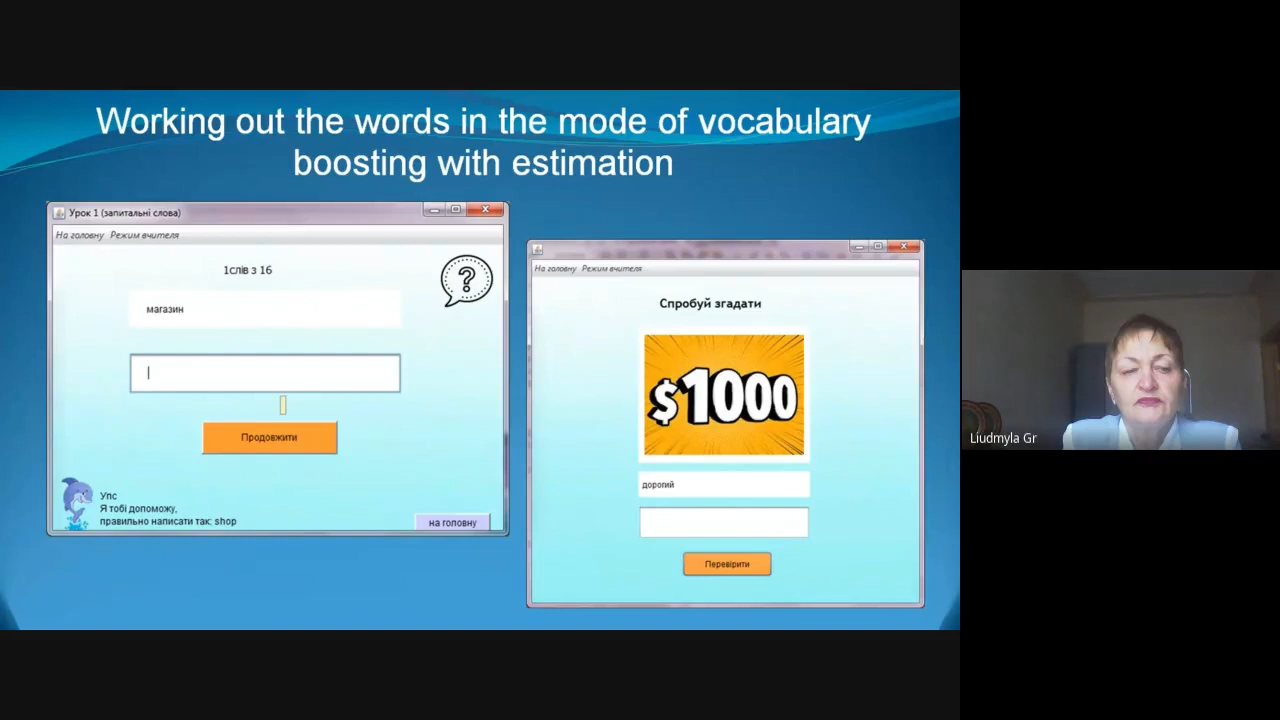 Working out the words in the mode of vocabulary
boosting with estimation
Урок 1 (запитальні слова)
На головну Режим вчителя
1слів з 16
?
магазин
Продовжити
Упс
Я тобі допоможу,
правильно написати так: shop
на головну
На головну Режим вчителя
Спробуй згадати
$1000
дорогий
Перевірити
Liudmyla Gr